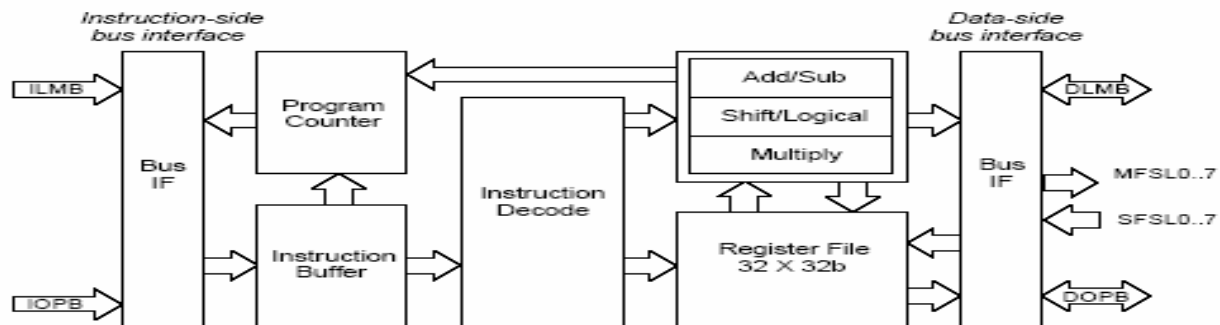 Instruction-side
bus interface
Data-side
bus interface
ILMB
Program
Counter
Add/Sub
Shift/Logical
Multiply
DLMB
Bus
IF
Instruction
Decode
Bus
IF
MFSL0..7
SFSL0..7
Instruction
Buffer
Register File
32 X 32b
IOPB
DOPB